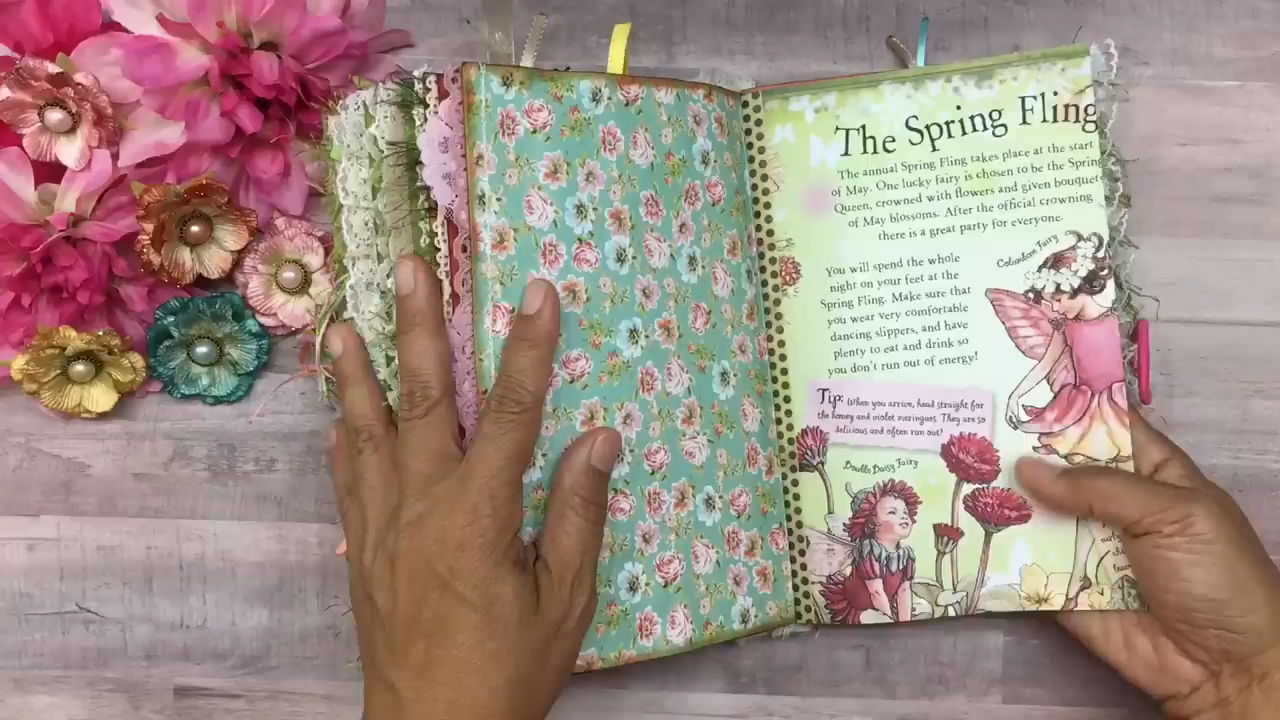 The Spring Fling
The annual Spring Fling takes place at the start
of May. One lucky fairy is chosen to be the Spring
Queen, crowned with flowers and given bouquets
of May blossoms. After the official crowning
there is a great party for everyone.
Columbine Fairy
You will spend the whole
night on your feet at the
Spring Fling. Make sure that
you wear very comfortable
dancing slippers, and have
plenty to eat and drink so
you don't run out of energy!
Tip: When you arrive, head straight for
the honey and violet meringues. They are so
delicious and often run out!
Double Daisy Fairy